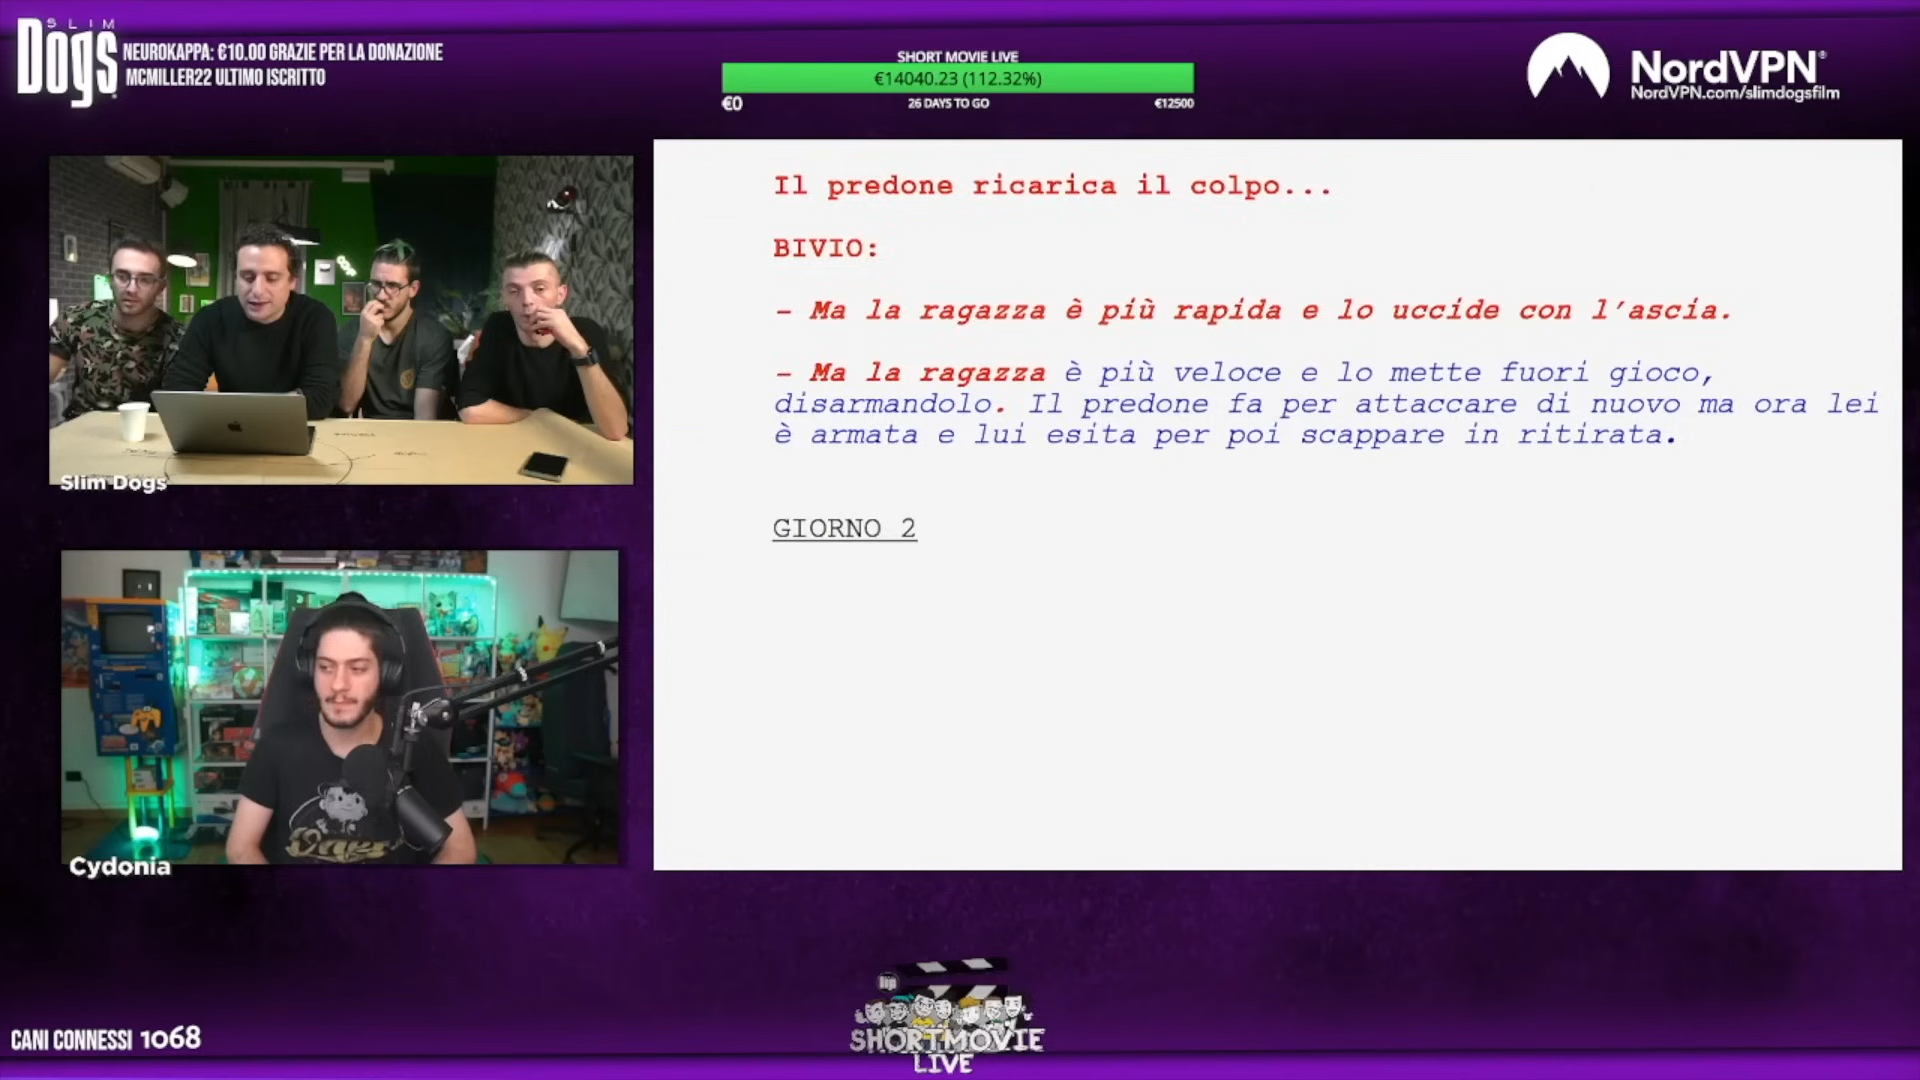 SLIM
Dogs
NEUROKAPPA: €10.00 GRAZIE PER LA DONAZIONE
MCMILLER22 ULTIMO ISCRITTO
SHORT MOVIE LIVE
€14040.23 (112.32%)
€0
26 DAYS TO GO
€12500
NordVPN®
NordVPN.com/slimdogsfilm
Il predone ricarica il colpo...
BIVIO:
– Ma la ragazza è più rapida e lo uccide con l’ascia.
– Ma la ragazza è più veloce e lo mette fuori gioco,
disarmandolo. Il predone fa per attaccare di nuovo ma ora lei
è armata e lui esita per poi scappare in ritirata.
GIORNO 2
Slim Dogs
Cydonia
SHORTMOVIE
LIVE
CANI CONNESSI 1068